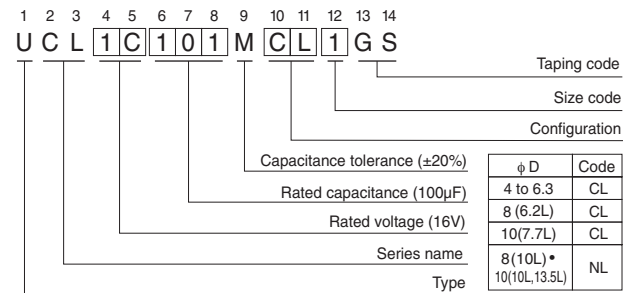 1 2 3 4 5 6 7 8 9 10 11 12 13 14
U C L 1 C 1 0 1 M C L 1 G S
Taping code
Size code
Configuration
Capacitance tolerance (±20%)
Rated capacitance (100µF)
Rated voltage (16V)
Series name
Type
ϕ D Code
4 to 6.3 CL
8 (6.2L) CL
10(7.7L) CL
8(10L) • NL
10(10L,13.5L)